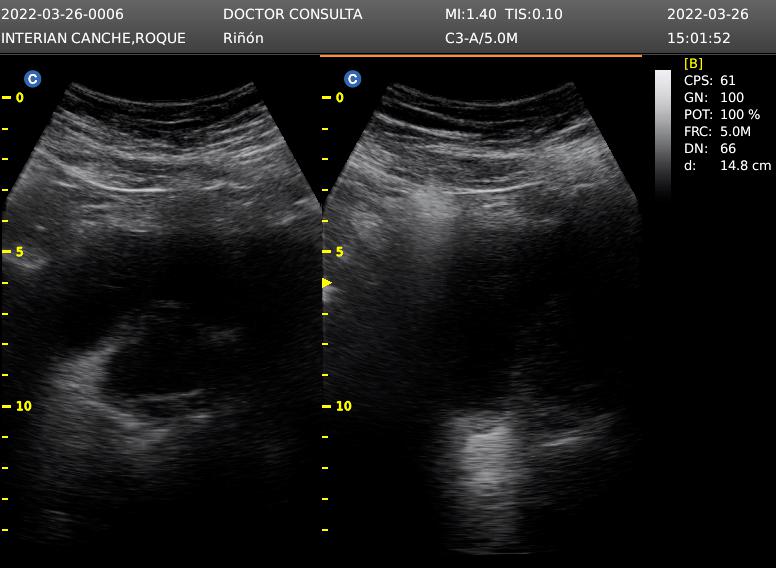 2022-03-26-0006 DOCTOR CONSULTA MI:1.40 TIS:0.10 2022-03-26
INTERIAN CANCHE,ROQUE Riñón C3-A/5.0M 15:01:52
[B]
CPS: 61
GN: 100
POT: 100 %
FRC: 5.0M
DN: 66
d: 14.8 cm
C C
0 0
5 5
10 10